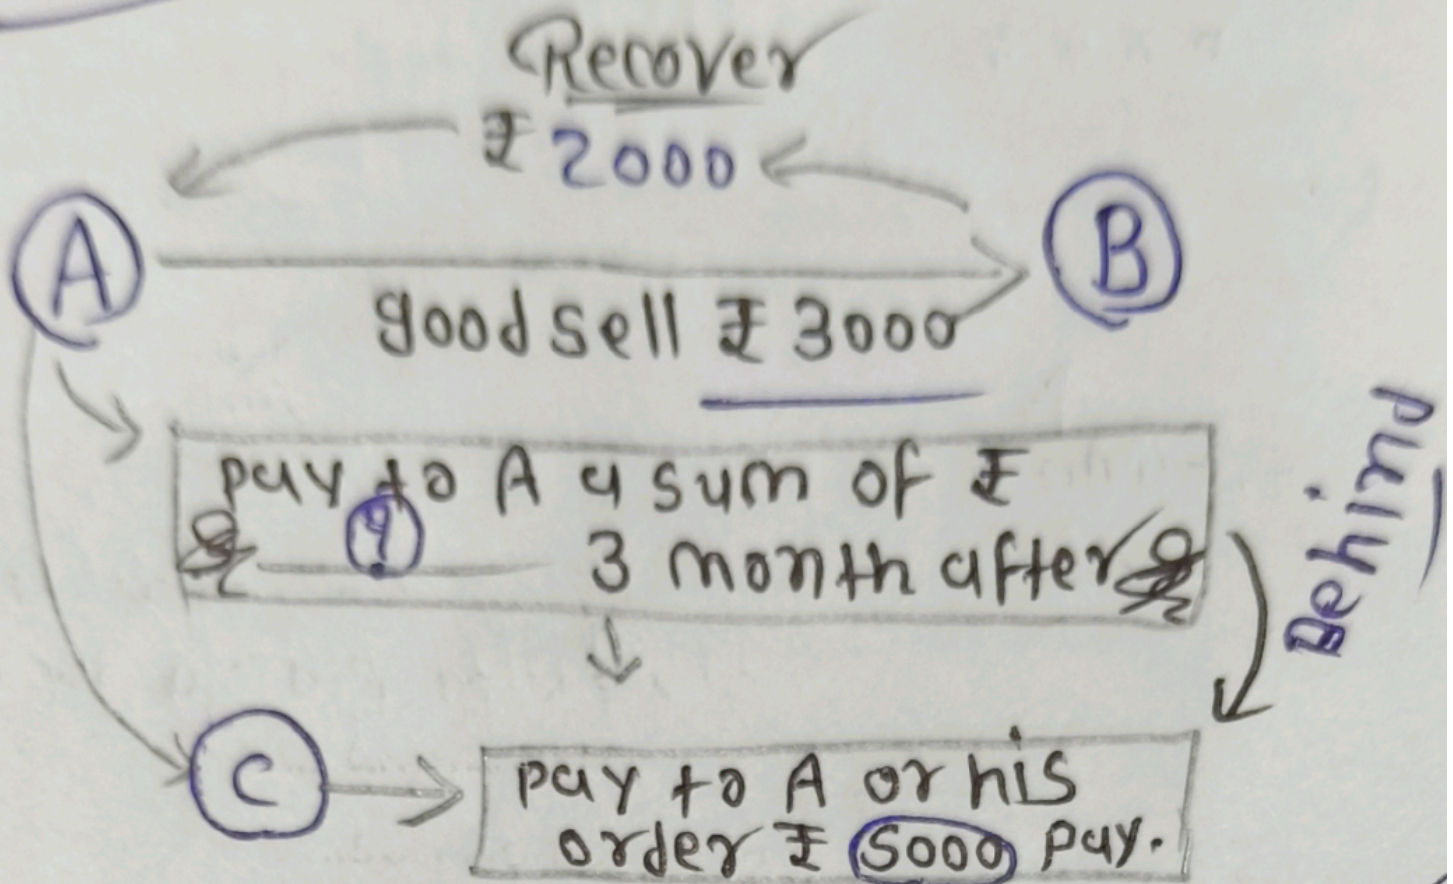 Recover
₹ 2000
A
B
good sell ₹ 3000
pay to A a sum of ₹
? 3 month after
Behind
C
pay to A or his
order ₹ 5000 pay.